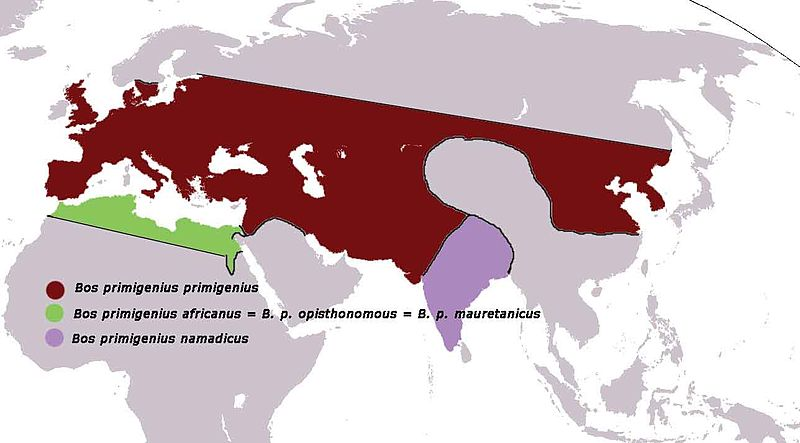 Bos primigenius primigenius
Bos primigenius africanus = B. p. opisthonomous = B. p. mauretanicus
Bos primigenius namadicus